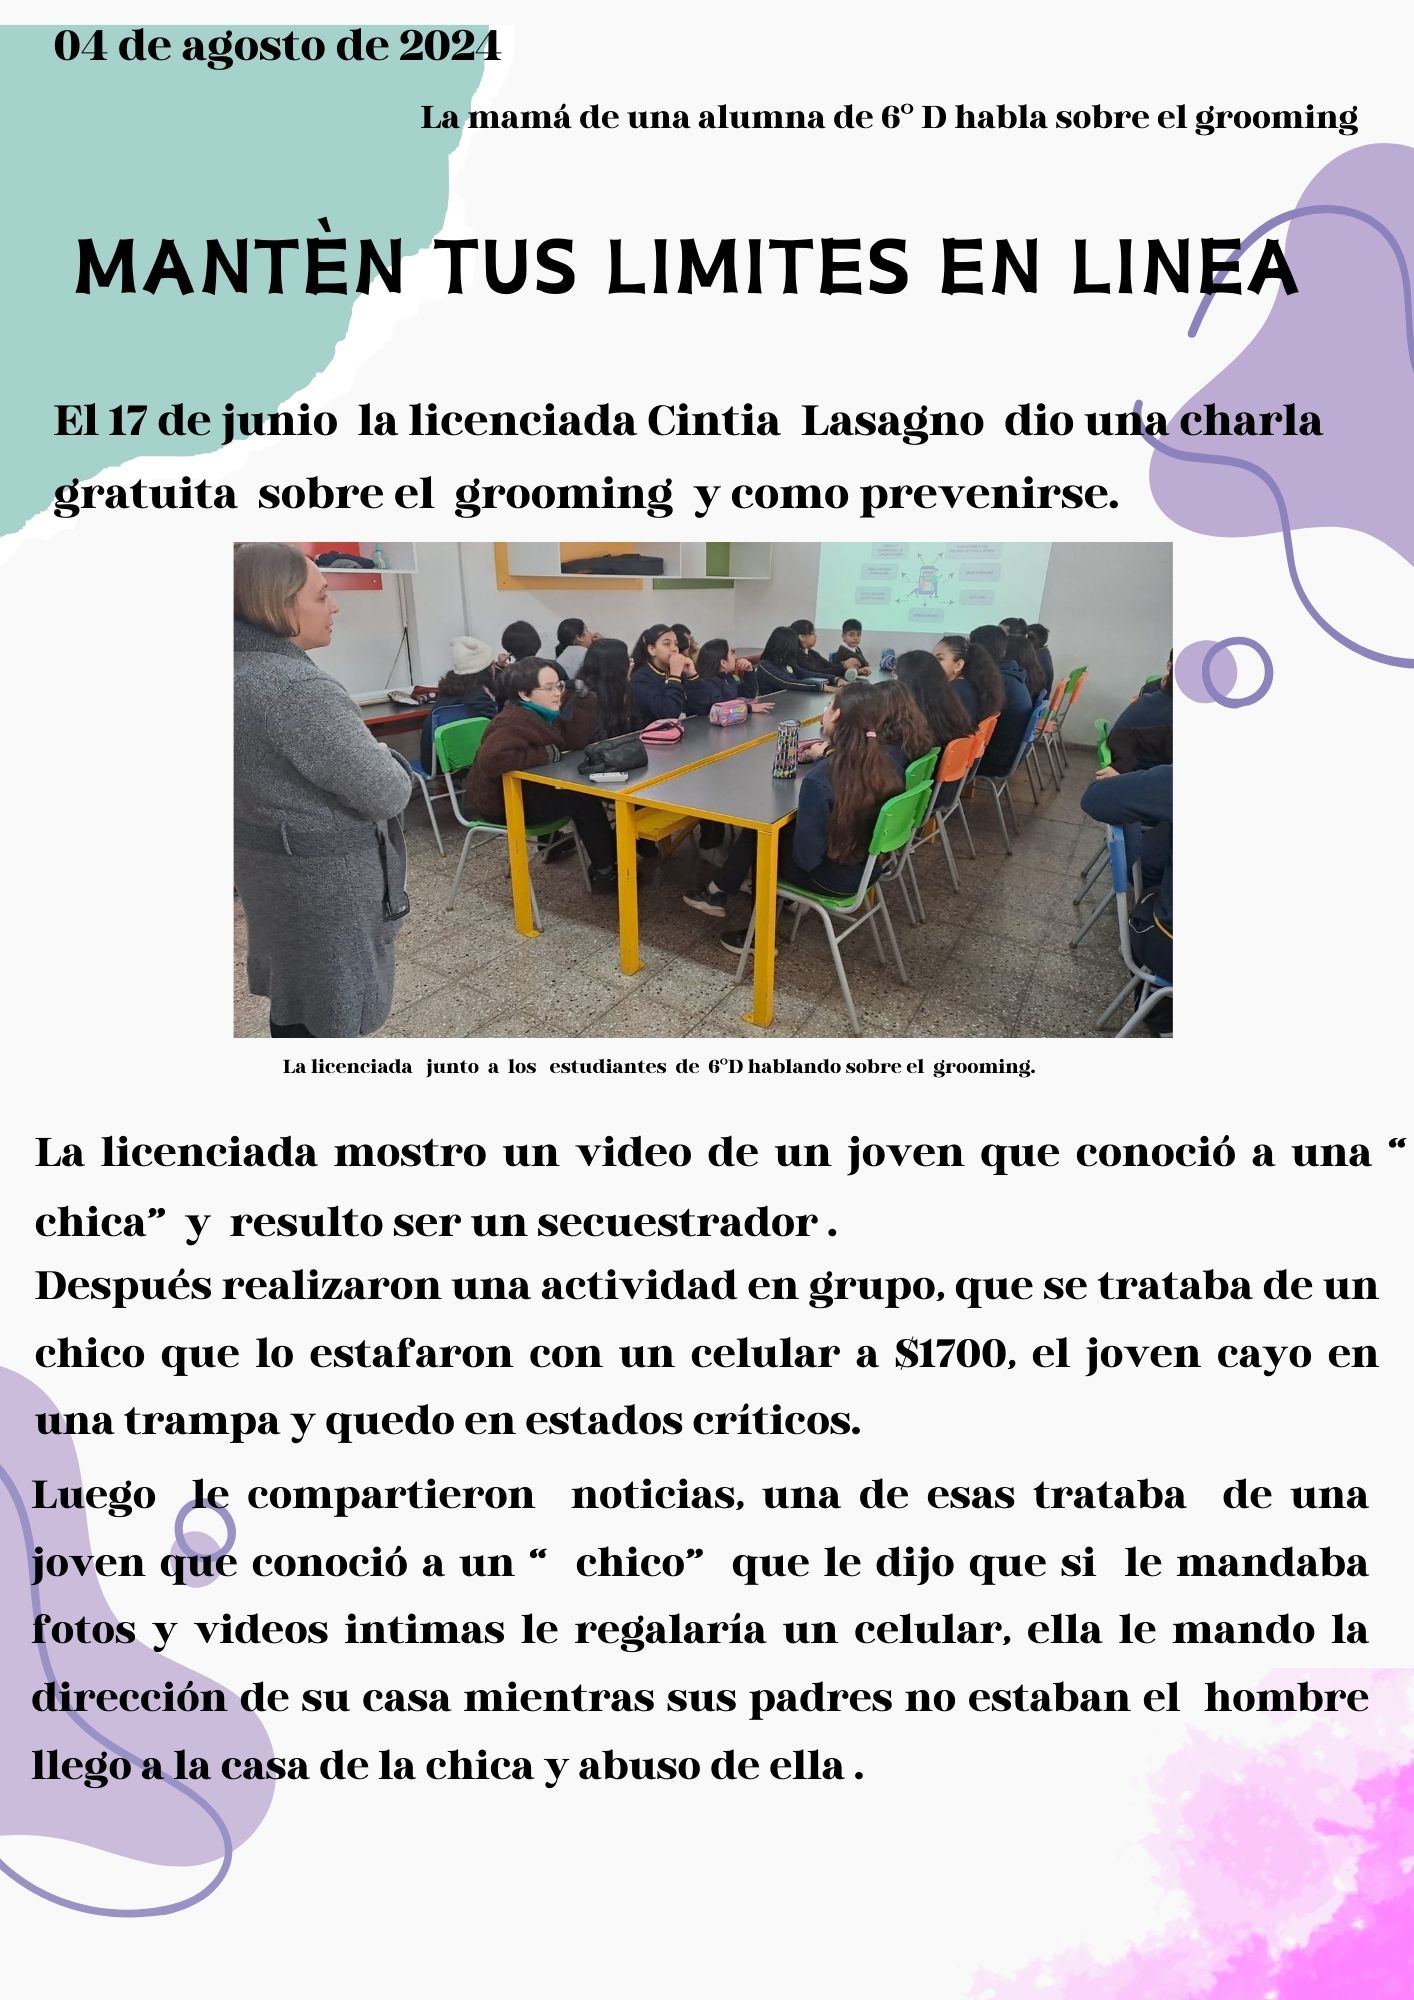 04 de agosto de 2024
La mamá de una alumna de 6° D habla sobre el grooming
MANTÈN TUS LIMITES EN LINEA
El 17 de junio la licenciada Cintia Lasagno dio una charla
gratuita sobre el grooming y como prevenirse.
La licenciada junto a los estudiantes de 6°D hablando sobre el grooming.
La licenciada mostro un video de un joven que conoció a una “
chica” y resulto ser un secuestrador .
Después realizaron una actividad en grupo, que se trataba de un
chico que lo estafaron con un celular a $1700, el joven cayo en
una trampa y quedo en estados críticos.
Luego le compartieron noticias, una de esas trataba de una
joven que conoció a un “ chico” que le dijo que si le mandaba
fotos y videos intimas le regalaría un celular, ella le mando la
dirección de su casa mientras sus padres no estaban el hombre
llego a la casa de la chica y abuso de ella .